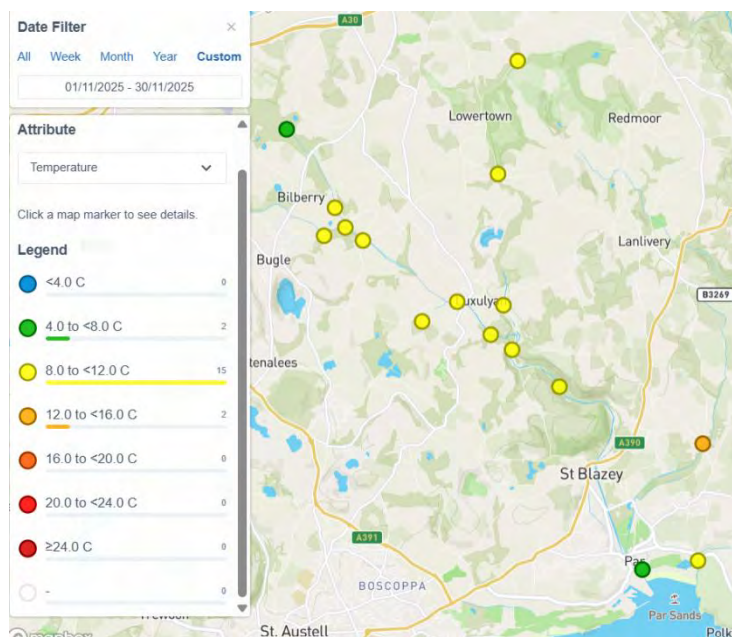 Date Filter ×
All Week Month Year Custom
01/11/2025 - 30/11/2025
Attribute
Temperature
Click a map marker to see details.
Legend
<4.0 C 0
4.0 to <8.0 C 2
8.0 to <12.0 C 15
12.0 to <16.0 C 2
16.0 to <20.0 C 0
20.0 to <24.0 C 0
≥24.0 C 0
- 0
A30
Lowertown
Redmoor
Bilberry
Lanlivery
Bugle
B3269
uxulya
tenalees
A390
St Blazey
A391
Par
BOSCOPPA
Par Sands
St. Austell
Polk
mapbox